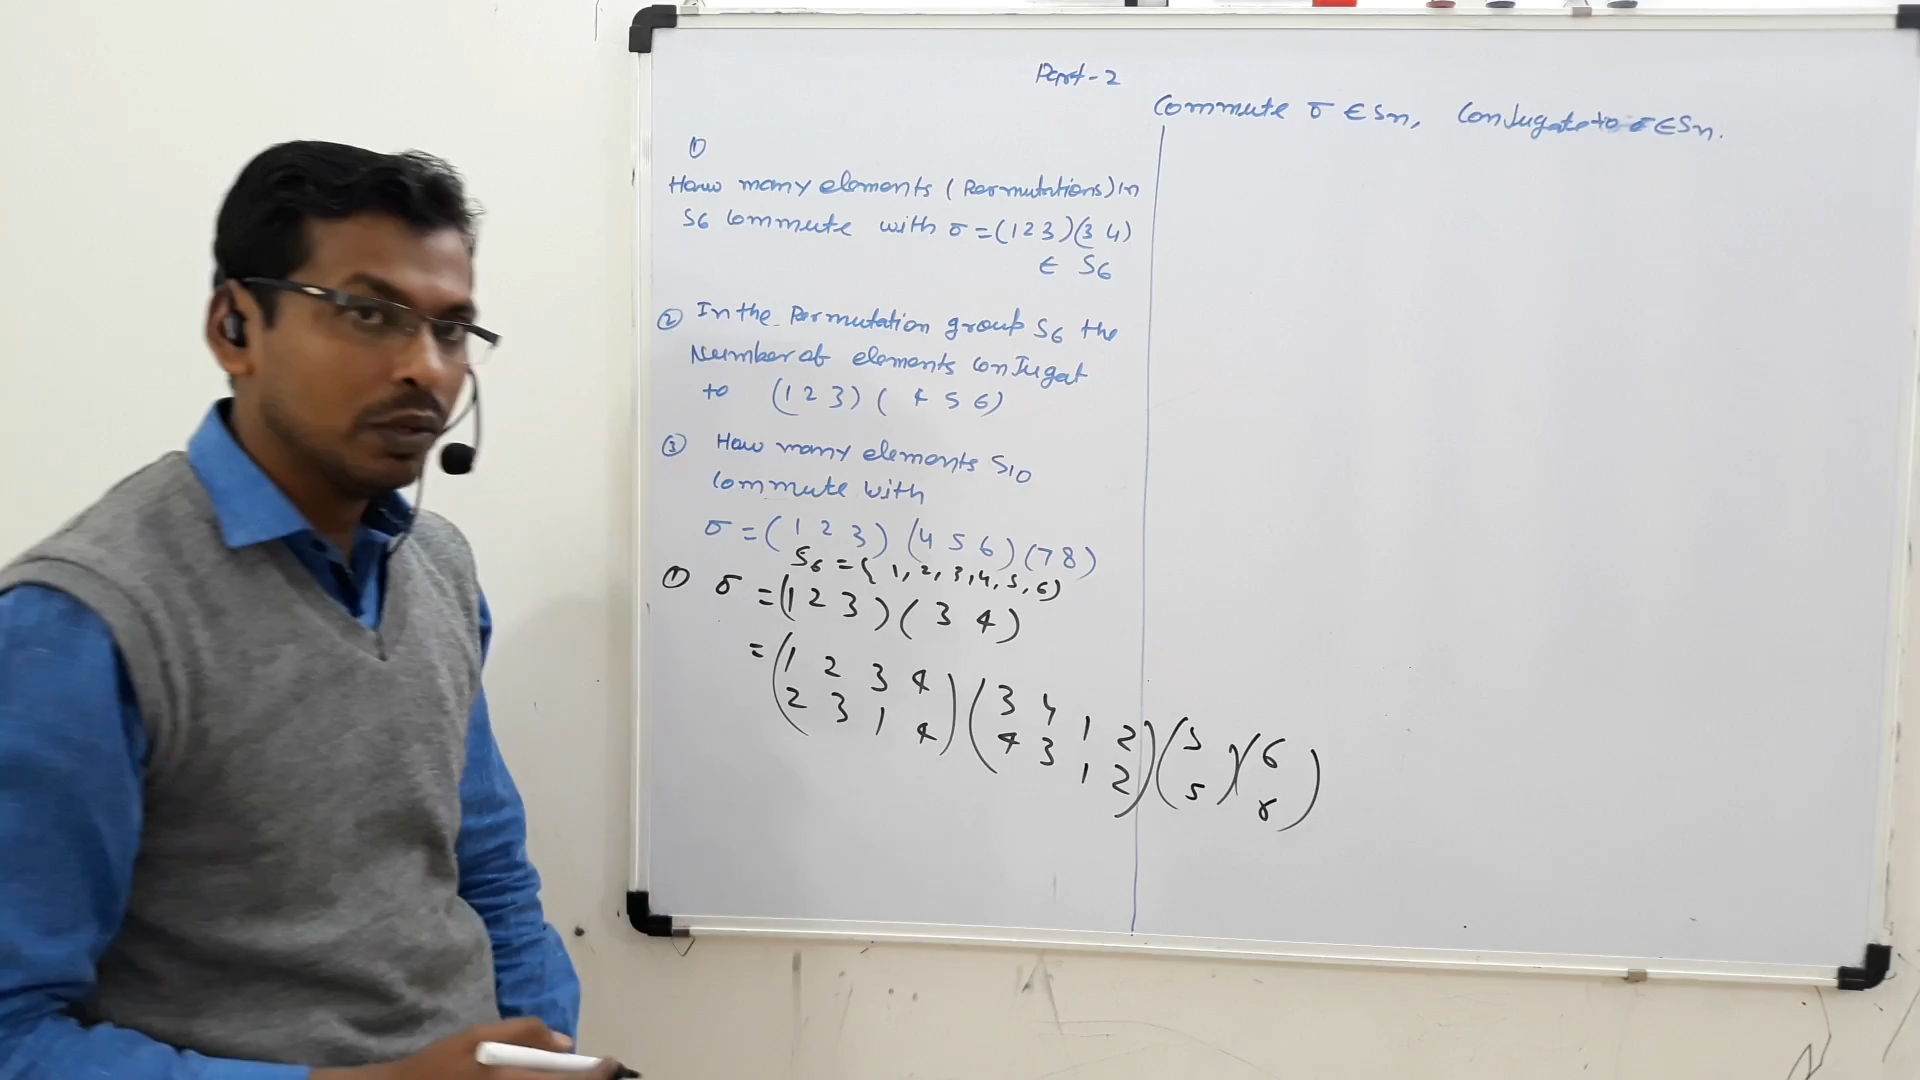 Part-2
Commute σ ∈ Sn, Conjugate to σ ∈ Sn.
①
How many elements (Permutations) in
S6 Commute with σ = (1 2 3)(3 4)
∈ S6
② In the Permutation group S6 the
Number of elements conJugat
to (1 2 3) ( 4 5 6)
③ How many elements S10
Commute with
σ = (1 2 3) (4 5 6) (7 8)
S6 = { 1, 2, 3, 4, 5, 6)
① σ = (1 2 3) ( 3 4 )
= (1 2 3 4) (3 4 1 2) (5) (6)
(2 3 1 4) (4 3 1 2) (5) (6)